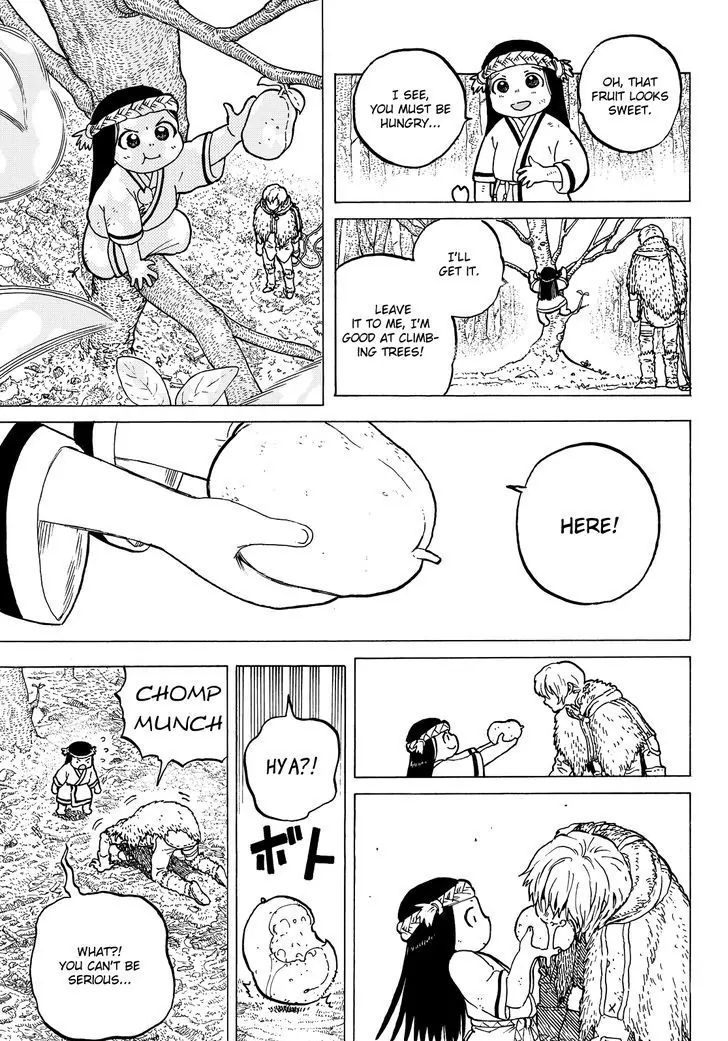 OH, THAT
FRUIT LOOKS
SWEET.
I SEE,
YOU MUST BE
HUNGRY...
I'LL
GET IT.
LEAVE
IT TO ME, I'M
GOOD AT CLIMB-
ING TREES!
HERE!
HYA?!
ボト
CHOMP
MUNCH
WHAT?!
YOU CAN'T BE
SERIOUS...